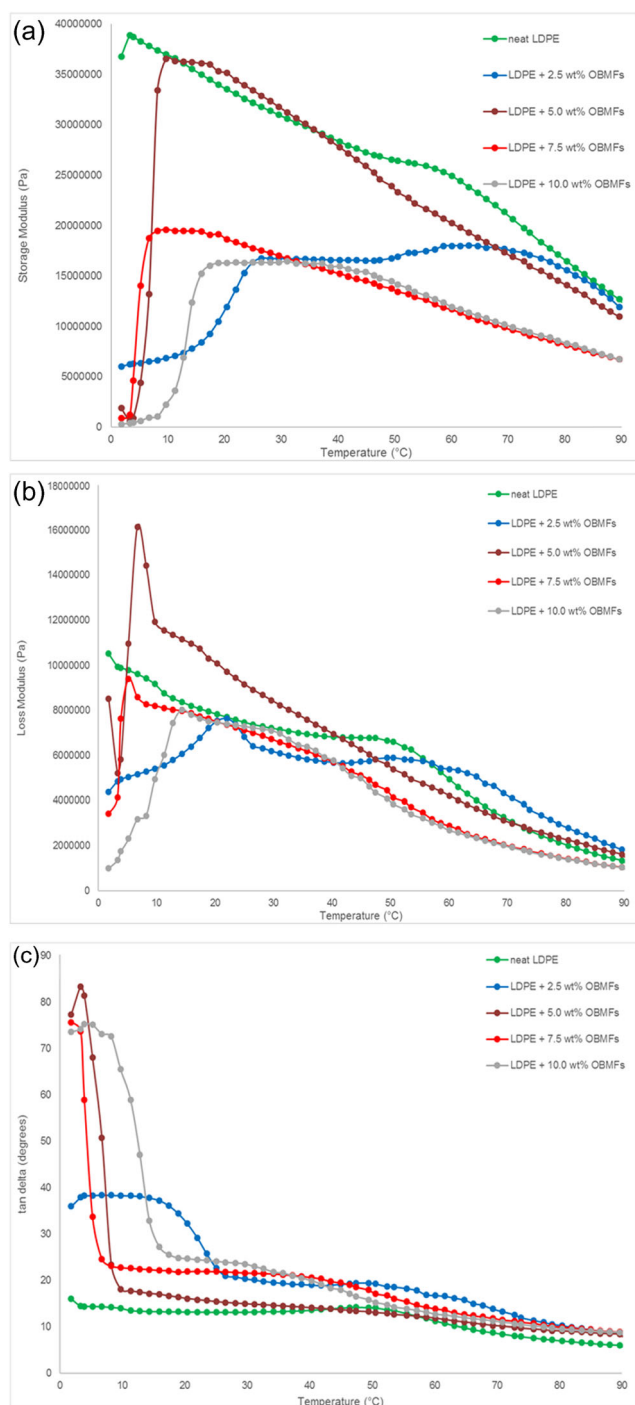 (a)
40000000
35000000
30000000
25000000
20000000
15000000
10000000
5000000
0
Storage Modulus (Pa)
0 10 20 30 40 50 60 70 80 90
Temperature (°C)
neat LDPE
LDPE + 2.5 wt% OBMFs
LDPE + 5.0 wt% OBMFs
LDPE + 7.5 wt% OBMFs
LDPE + 10.0 wt% OBMFs
(b)
18000000
16000000
14000000
12000000
10000000
8000000
6000000
4000000
2000000
0
Loss Modulus (Pa)
0 10 20 30 40 50 60 70 80 90
Temperature (°C)
neat LDPE
LDPE + 2.5 wt% OBMFs
LDPE + 5.0 wt% OBMFs
LDPE + 7.5 wt% OBMFs
LDPE + 10.0 wt% OBMFs
(c)
90
80
70
60
50
40
30
20
10
0
tan delta (degrees)
0 10 20 30 40 50 60 70 80 90
Temperature (°C)
neat LDPE
LDPE + 2.5 wt% OBMFs
LDPE + 5.0 wt% OBMFs
LDPE + 7.5 wt% OBMFs
LDPE + 10.0 wt% OBMFs